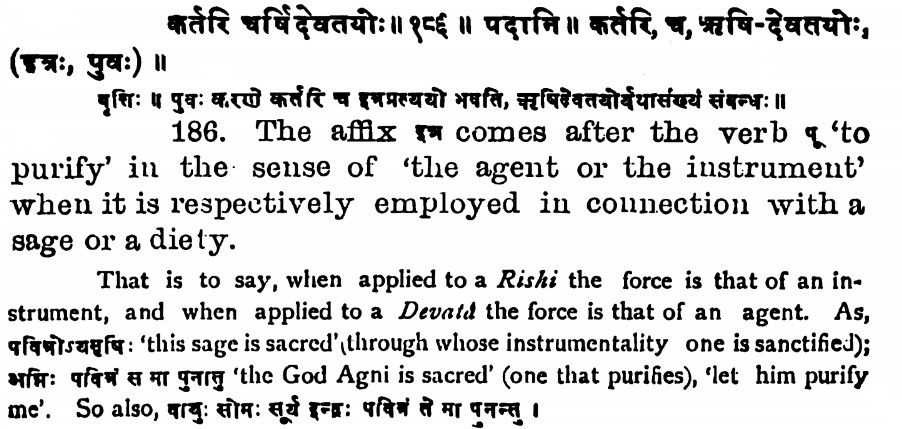 कर्तरि चर्षिदेवतयोः॥ १८६ ॥ पदानि॥ कर्तरि, च, ऋषि-देवतयोः,
(इत्रः, पुवः) ॥
वृत्तिः ॥ पुवः करणे कर्तरि च इत्रप्रत्ययो भवति, ऋषिदेवतयोर्यथासंख्यं संबन्धः॥
186. The affix इत्र comes after the verb पू 'to
purify' in the sense of 'the agent or the instrument'
when it is respectively employed in connection with a
sage or a diety.
That is to say, when applied to a Rishi the force is that of an in-
strument, and when applied to a Devatá the force is that of an agent. As,
पवित्रोऽयमृषिः 'this sage is sacred' (through whose instrumentality one is sanctified);
अग्निः पवित्रं स मा पुनातु 'the God Agni is sacred' (one that purifies), 'let him purify
me'. So also, वायुः सोमः सूर्य इन्द्रः पवित्रं ते मा पुनन्तु ।